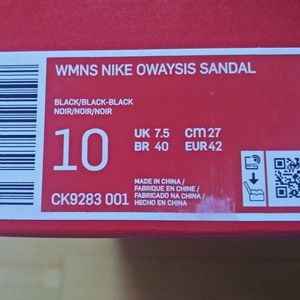 WMNS NIKE OWAYSIS SANDAL
BLACK/BLACK-BLACK
NOIR/NOIR/NOIR
10 UK 7.5 cm 27
BR 40 EUR 42
MADE IN CHINA /
FABRIQUE EN CHINE /
FABRICADO NA CHINA /
HECHO EN CHINA
CK9283 001